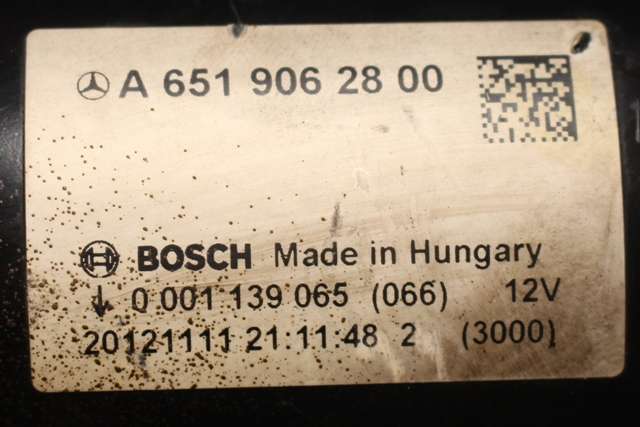 A 651 906 28 00
BOSCH Made in Hungary
0 001 139 065 (066) 12V
20121111 21:11:48 2 (3000)